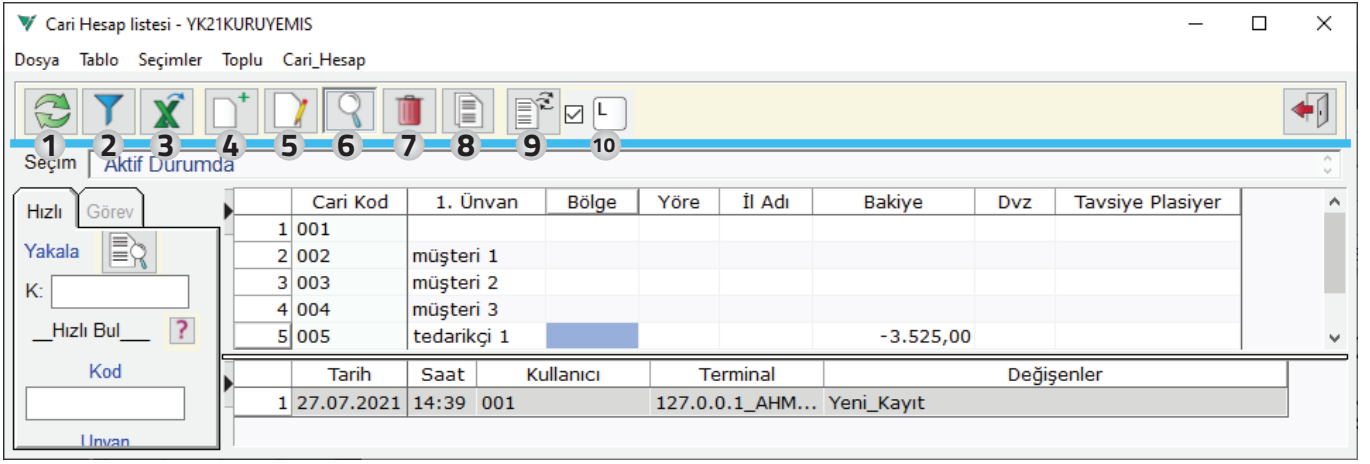 Cari Hesap listesi - YK21KURUYEMIS
Dosya Tablo Seçimler Toplu Cari_Hesap
L
1 2 3 4 5 6 7 8 9 10
Seçim Aktif Durumda
Hızlı Görev
Yakala
K:
__Hızlı Bul___ ?
Kod
Unvan
Cari Kod 1. Ünvan Bölge Yöre İl Adı Bakiye Dvz Tavsiye Plasiyer
1 001
2 002 müşteri 1
3 003 müşteri 2
4 004 müşteri 3
5 005 tedarikçi 1 -3.525,00
Tarih Saat Kullanıcı Terminal Değişenler
1 27.07.2021 14:39 001 127.0.0.1_AHM... Yeni_Kayıt